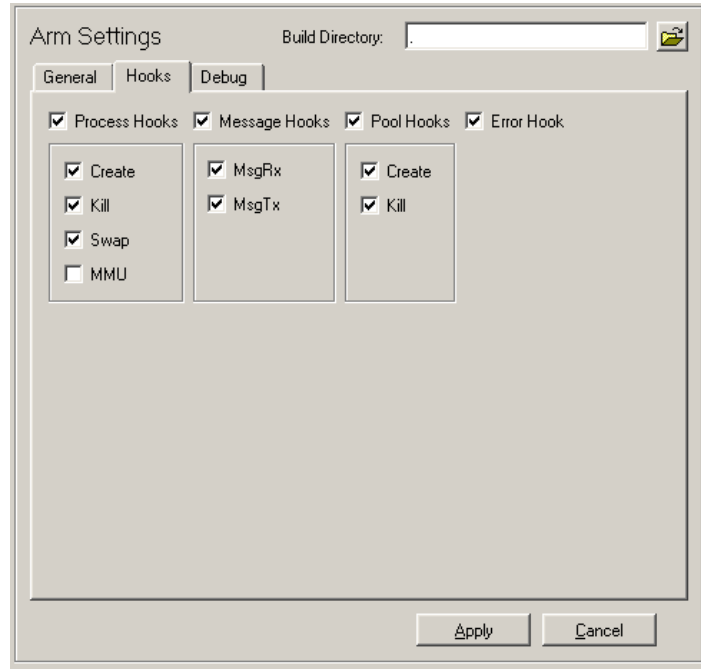 Arm Settings
Build Directory: .
General Hooks Debug
Process Hooks Message Hooks Pool Hooks Error Hook
Create MsgRx Create
Kill MsgTx Kill
Swap
MMU
Apply Cancel